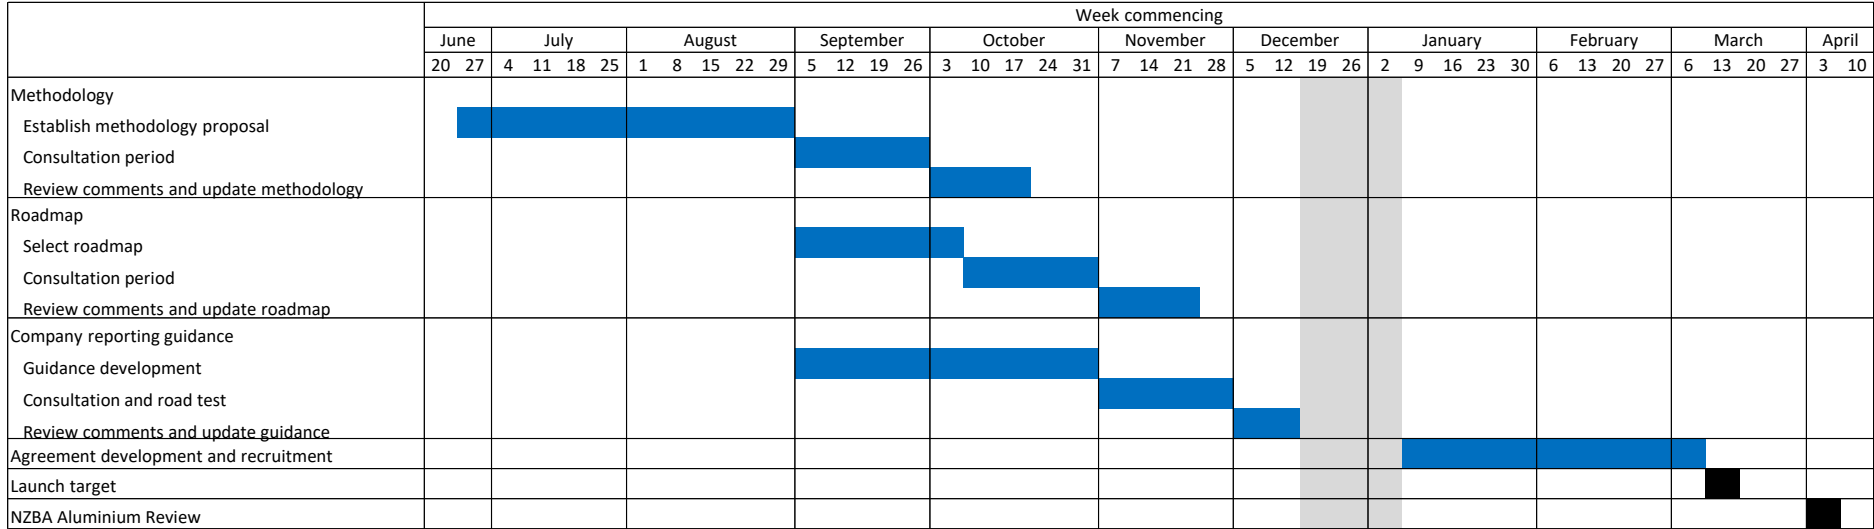 Week commencing
June July August September October November December January February March April
20 27 4 11 18 25 1 8 15 22 29 5 12 19 26 3 10 17 24 31 7 14 21 28 5 12 19 26 2 9 16 23 30 6 13 20 27 6 13 20 27 3 10
Methodology
Establish methodology proposal
Consultation period
Review comments and update methodology
Roadmap
Select roadmap
Consultation period
Review comments and update roadmap
Company reporting guidance
Guidance development
Consultation and road test
Review comments and update guidance
Agreement development and recruitment
Launch target
NZBA Aluminium Review